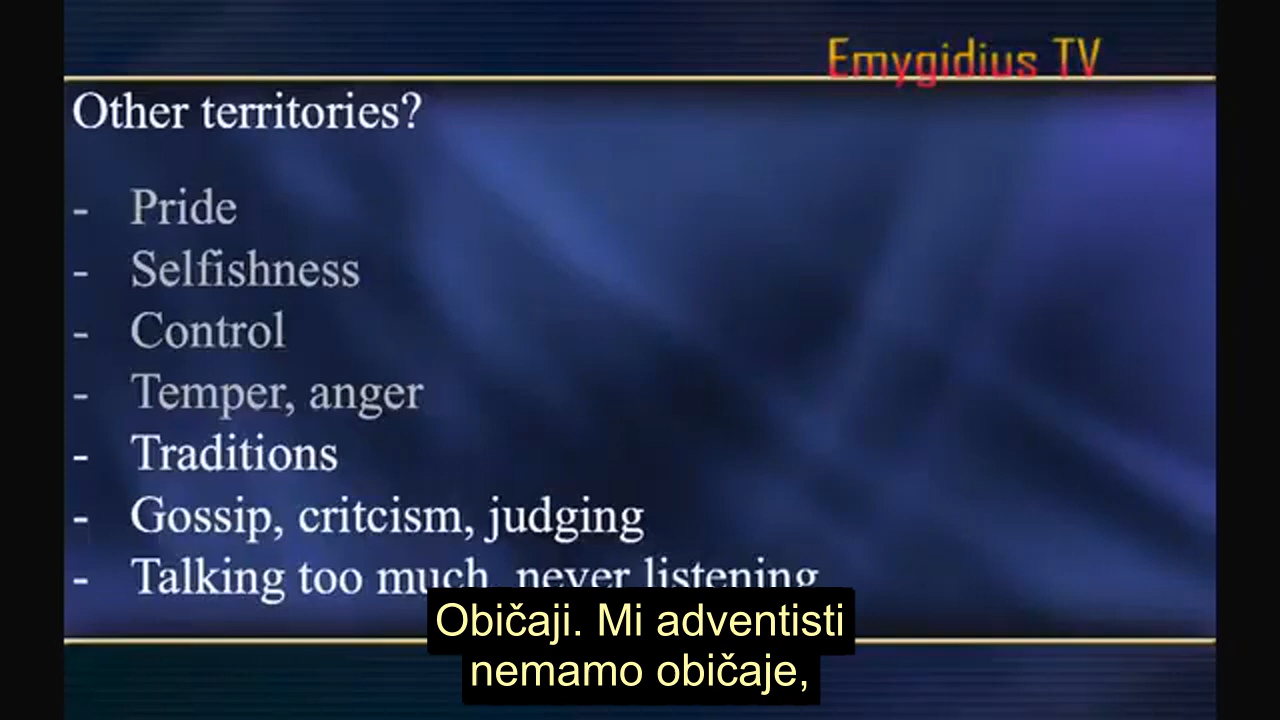 Emygidius TV
Other territories?
- Pride
- Selfishness
- Control
- Temper, anger
- Traditions
- Gossip, critcism, judging
- Talking too much, never listening
Običaji. Mi adventisti
nemamo običaje,